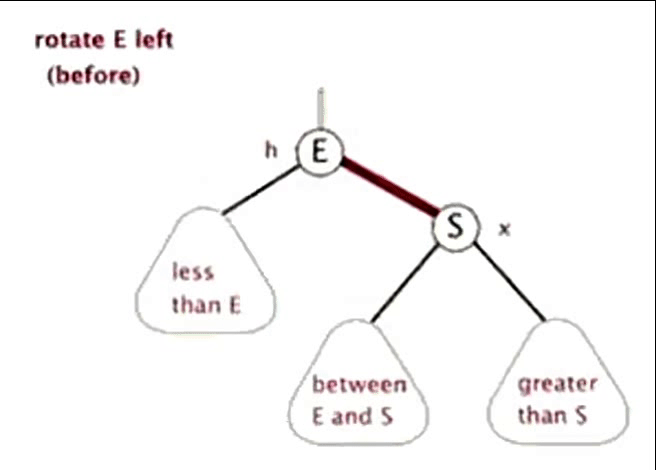 rotate E left
(before)
h
E
S
x
less
than E
between
E and S
greater
than S